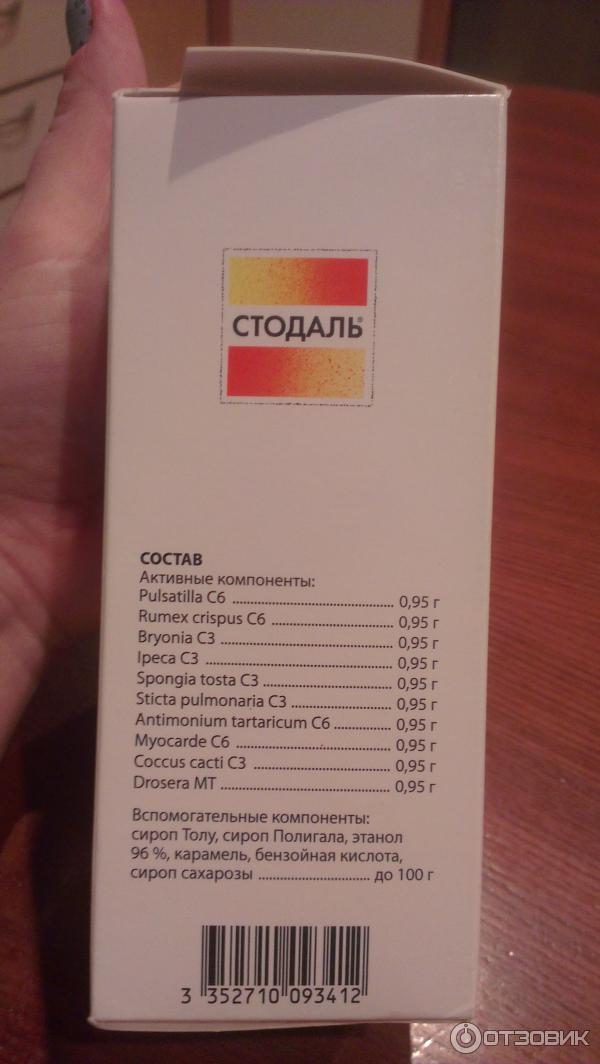 СТОДАЛЬ®
СОСТАВ
Активные компоненты:
Pulsatilla C6 ........................................ 0,95 г
Rumex crispus C6 .............................. 0,95 г
Bryonia C3 ........................................... 0,95 г
Ipeca C3 ............................................... 0,95 г
Spongia tosta C3 ................................ 0,95 г
Sticta pulmonaria C3 ......................... 0,95 г
Antimonium tartaricum C6 .............. 0,95 г
Myocarde C6 ....................................... 0,95 г
Coccus cacti C3 .................................. 0,95 г
Drosera MT .......................................... 0,95 г
Вспомогательные компоненты:
сироп Толу, сироп Полигала, этанол
96 %, карамель, бензойная кислота,
сироп сахарозы ............................ до 100 г
3 352710 093412
ОТЗОВИК